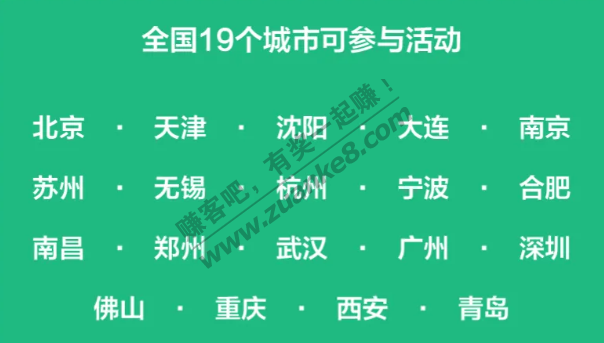 全国19个城市可参与活动
北京 · 天津 · 沈阳 · 大连 · 南京
苏州 · 无锡 · 杭州 · 宁波 · 合肥
南昌 · 郑州 · 武汉 · 广州 · 深圳
佛山 · 重庆 · 西安 · 青岛
赚客吧，有奖一起赚！
www.zuanke8.com